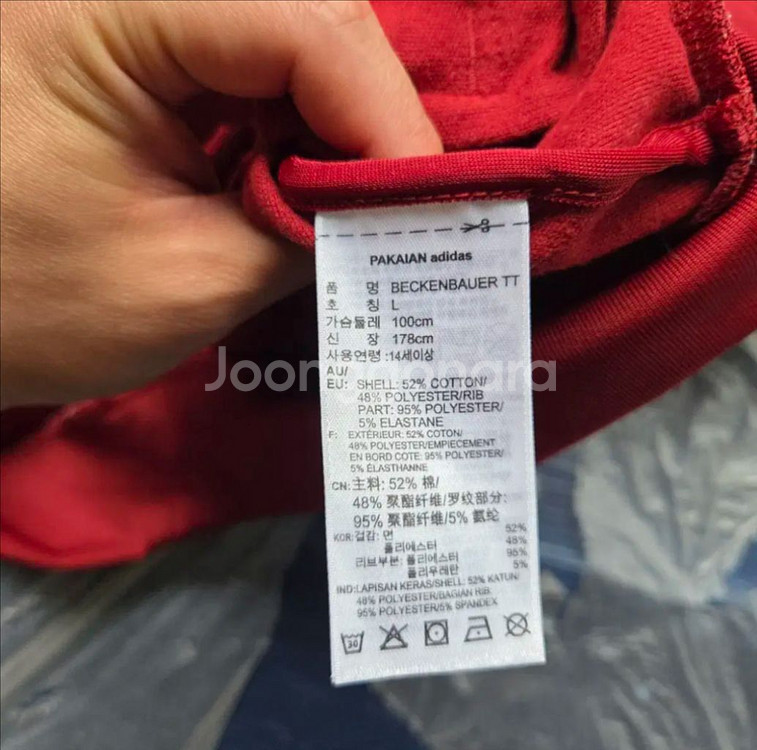 PAKAIAN adidas
품 명 BECKENBAUER TT
호 칭 L
가슴둘레 100cm
신 장 178cm
사용연령:14세이상
Joonggonara
AU/
EU: SHELL: 52% COTTON/
48% POLYESTER/RIB
PART: 95% POLYESTER/
5% ELASTANE
F: EXTÉRIEUR: 52% COTON/
48% POLYESTER/EMPIECEMENT
EN BORD COTE: 95% POLYESTER/
5% ÉLASTHANNE
CN:主料: 52% 棉/
48% 聚酯纤维/罗纹部分:
95% 聚酯纤维/5% 氨纶
KOR:겉감: 면 52%
폴리에스터 48%
리브부분: 폴리에스터 95%
폴리우레탄 5%
IND:LAPISAN KERAS/SHELL: 52% KATUN/
48% POLYESTER/BAGIAN RIB:
95% POLYESTER/5% SPANDEX
30